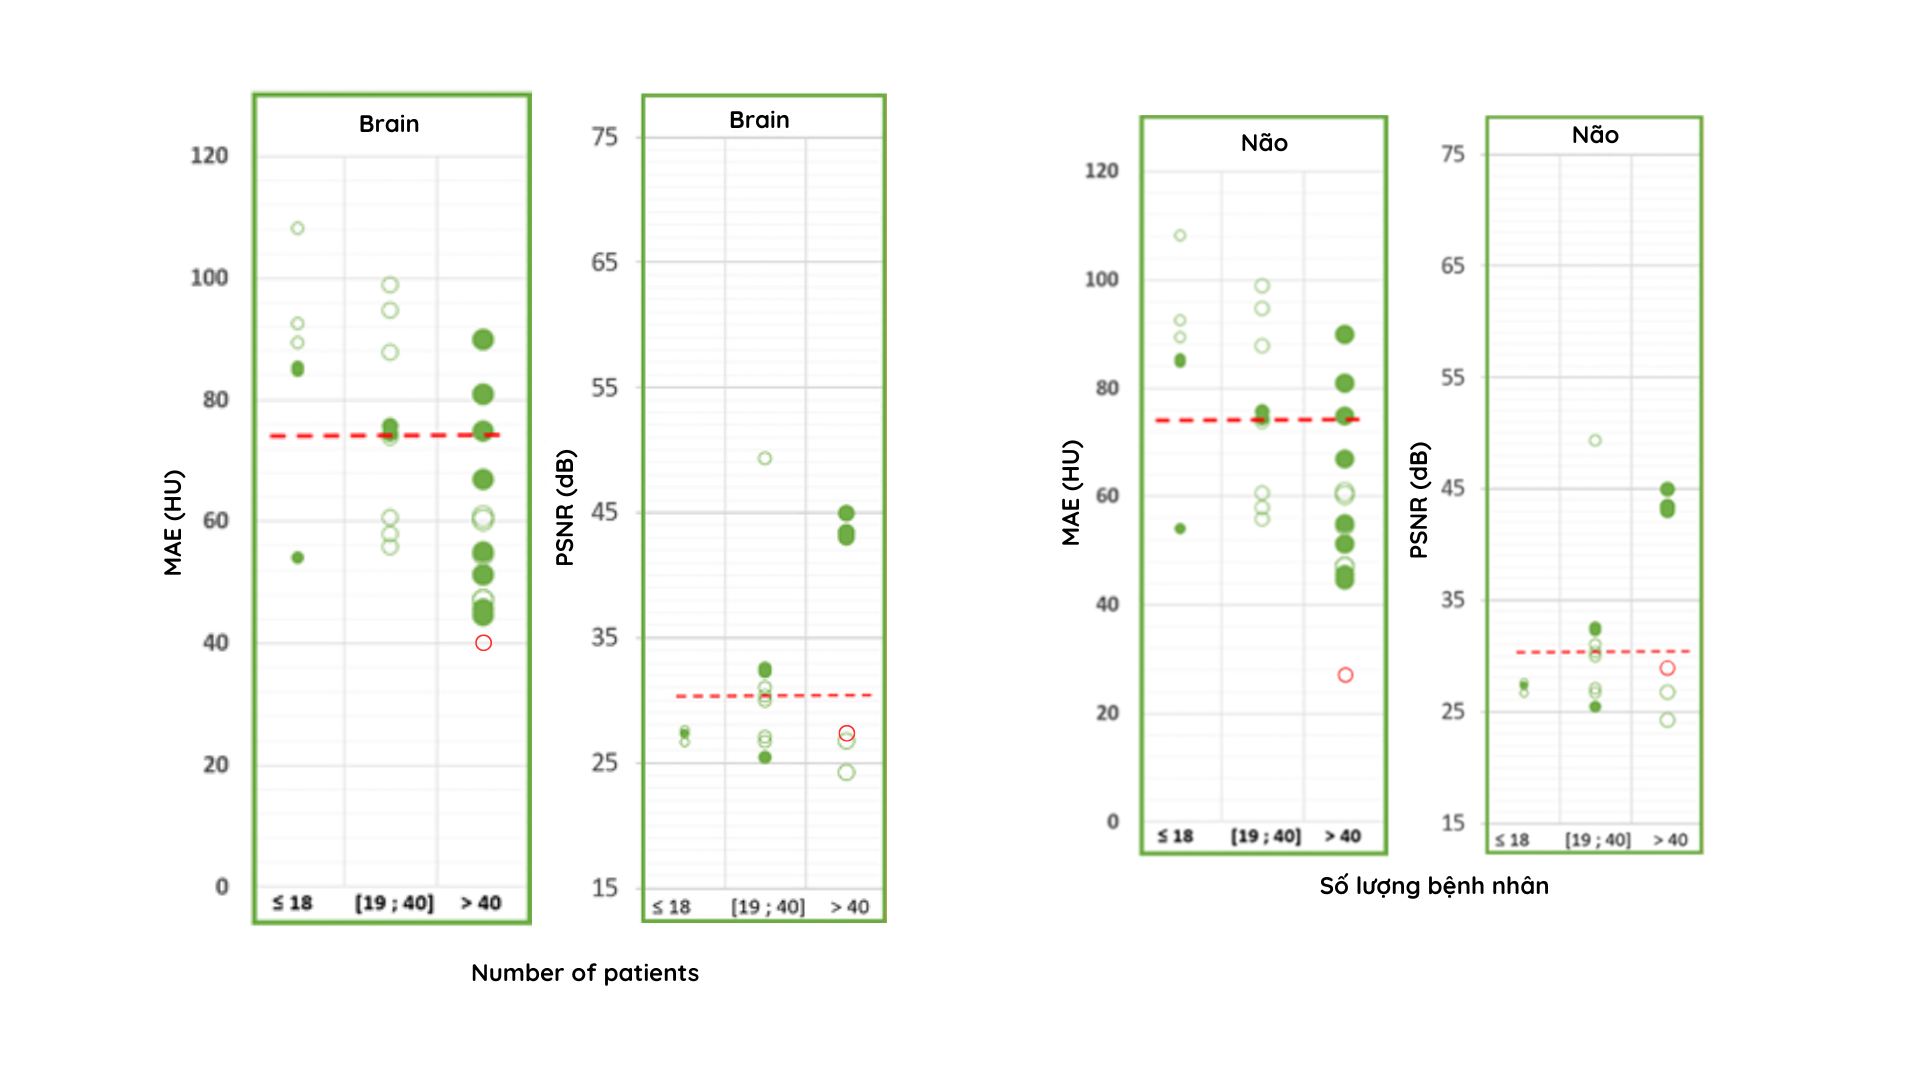 Brain
120
100
80
60
40
20
0
MAE (HU)
≤ 18 [19 ; 40] > 40
Brain
75
65
55
45
35
25
15
PSNR (dB)
≤ 18 [19 ; 40] > 40
Number of patients
Não
120
100
80
60
40
20
0
MAE (HU)
≤ 18 [19 ; 40] > 40
Não
75
65
55
45
35
25
15
PSNR (dB)
≤ 18 [19 ; 40] > 40
Số lượng bệnh nhân